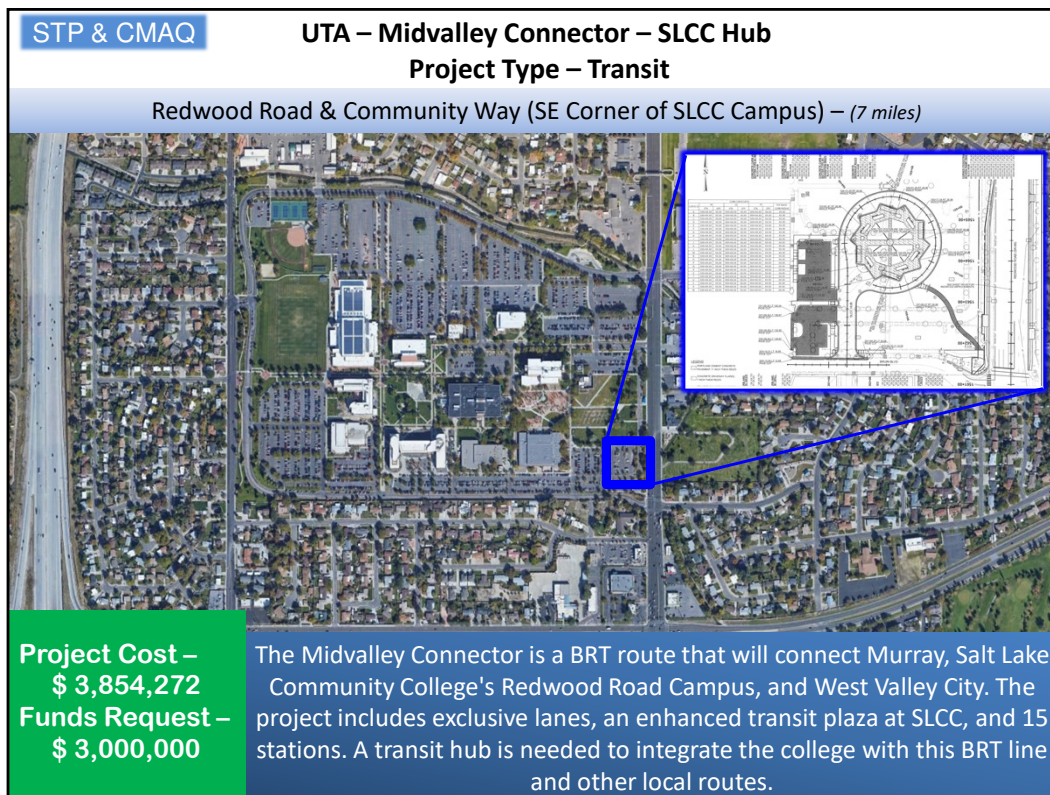 STP & CMAQ
UTA – Midvalley Connector – SLCC Hub
Project Type – Transit
Redwood Road & Community Way (SE Corner of SLCC Campus) – (7 miles)
Project Cost –
$ 3,854,272
Funds Request –
$ 3,000,000
The Midvalley Connector is a BRT route that will connect Murray, Salt Lake
Community College's Redwood Road Campus, and West Valley City. The
project includes exclusive lanes, an enhanced transit plaza at SLCC, and 15
stations. A transit hub is needed to integrate the college with this BRT line
and other local routes.